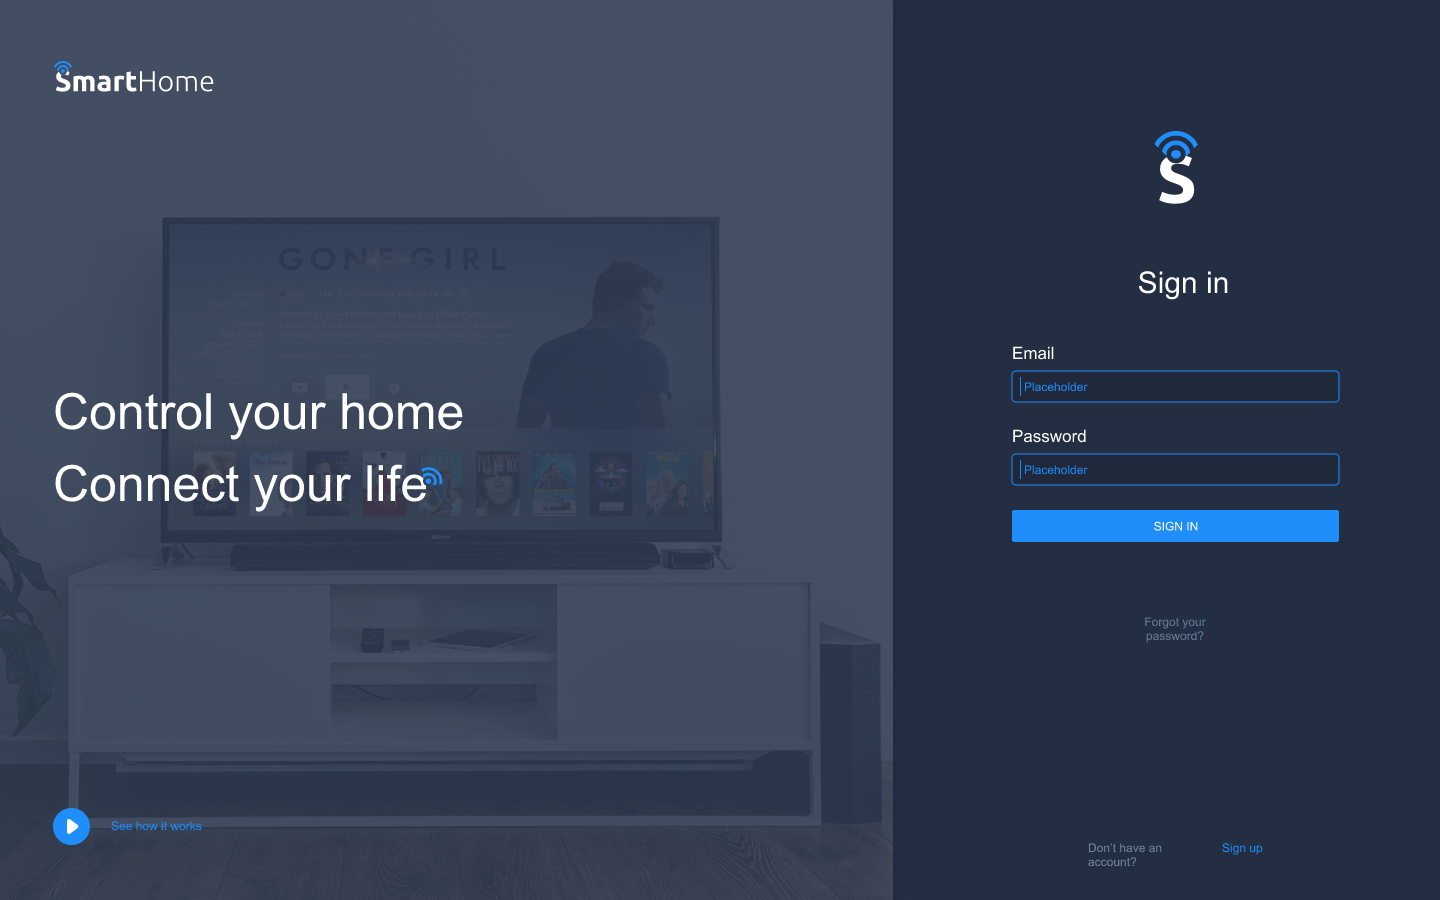 SmartHome
GONE GIRL
Control your home
Connect your life
SONY
See how it works
S
Sign in
Email
Placeholder
Password
Placeholder
SIGN IN
Forgot your
password?
Don't have an
account?
Sign up